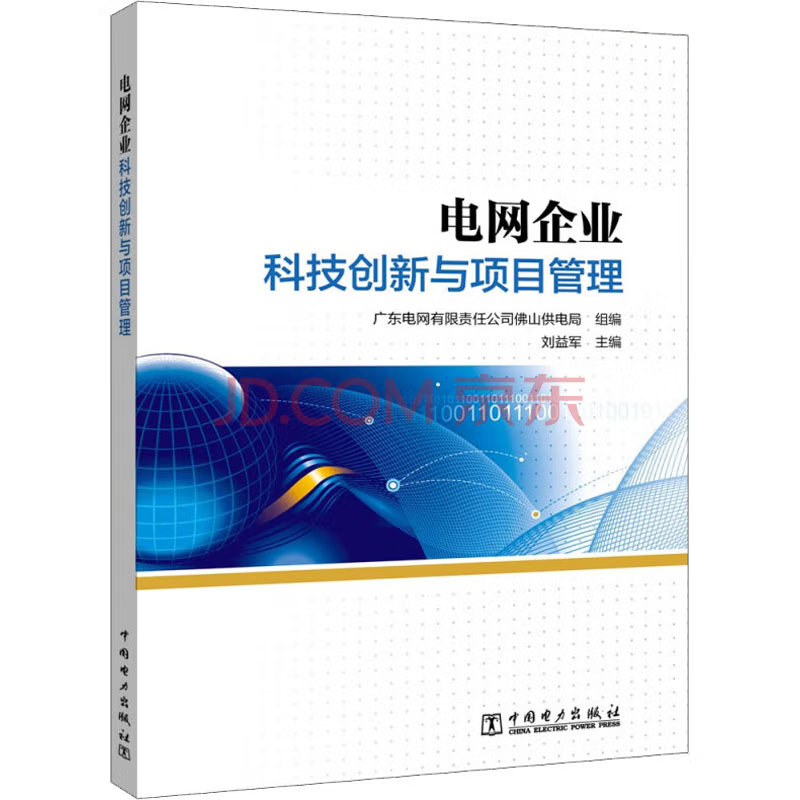 电网企业
科技创新与项目管理
广东电网有限责任公司佛山供电局 组编
刘益军 主编
JD.COM 京东
10011011100
中国电力出版社
CHINA ELECTRIC POWER PRESS
电网企业科技创新与项目管理
中国电力出版社